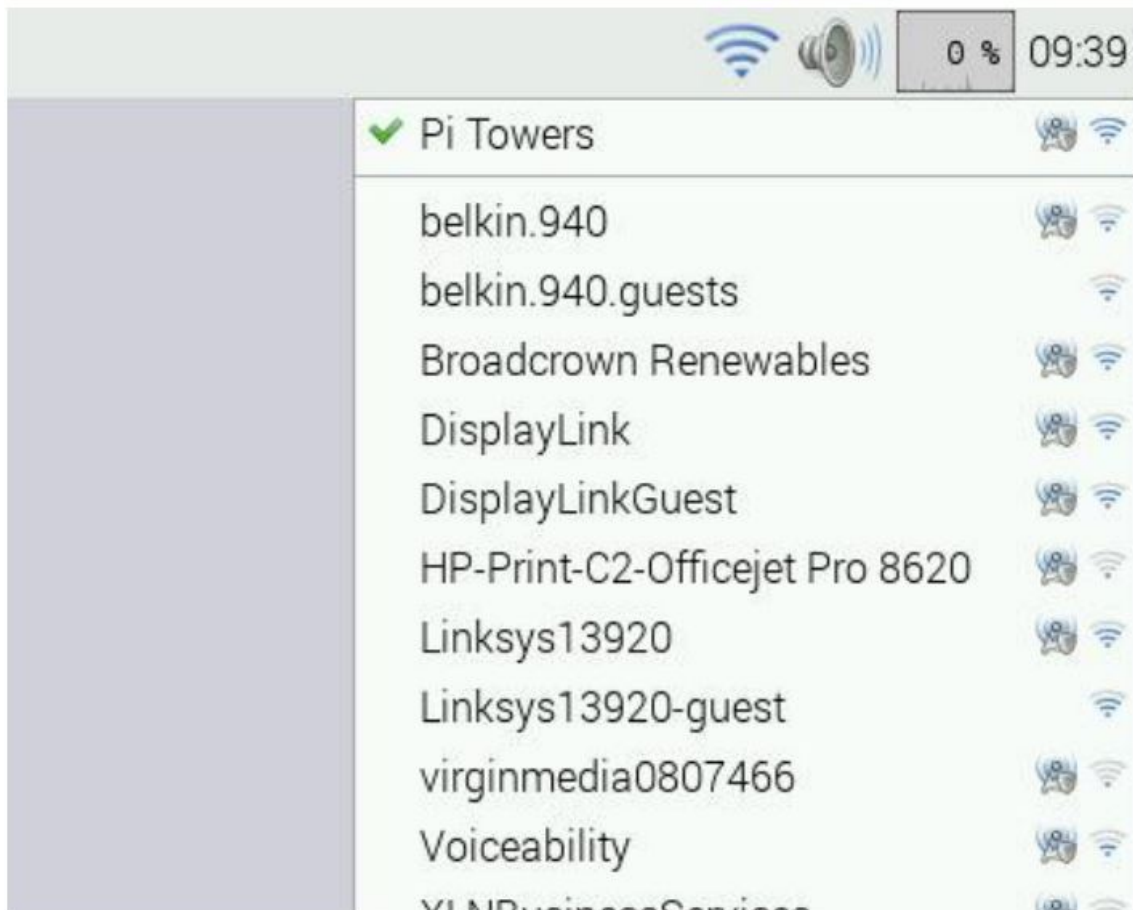 0 % 09:39
Pi Towers
belkin.940
belkin.940.guests
Broadcrown Renewables
DisplayLink
DisplayLinkGuest
HP-Print-C2-Officejet Pro 8620
Linksys13920
Linksys13920-guest
virginmedia0807466
Voiceability
XLNBusinessServices